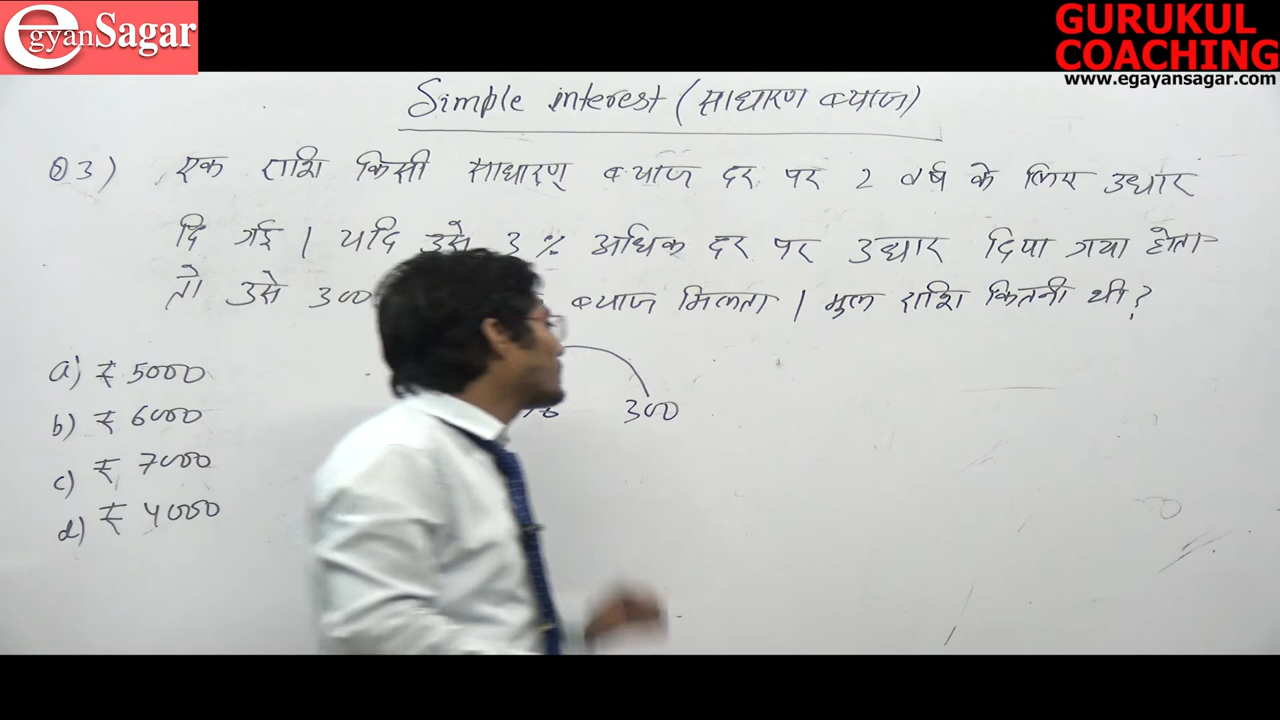 egyanSagar
GURUKUL
COACHING
www.egayansagar.com
Simple interest (साधारण ब्याज)
Q3) एक राशि किसी साधारण ब्याज दर पर 2 वर्ष के लिए उधार
दि गई । यदि उसे 3% अधिक दर पर उधार दिया गया होता
तो उसे 300 ब्याज मिलता । मुल राशि कितनी थी ?
a) ₹ 5000
b) ₹ 6000
c) ₹ 7000
d) ₹ 4000
300